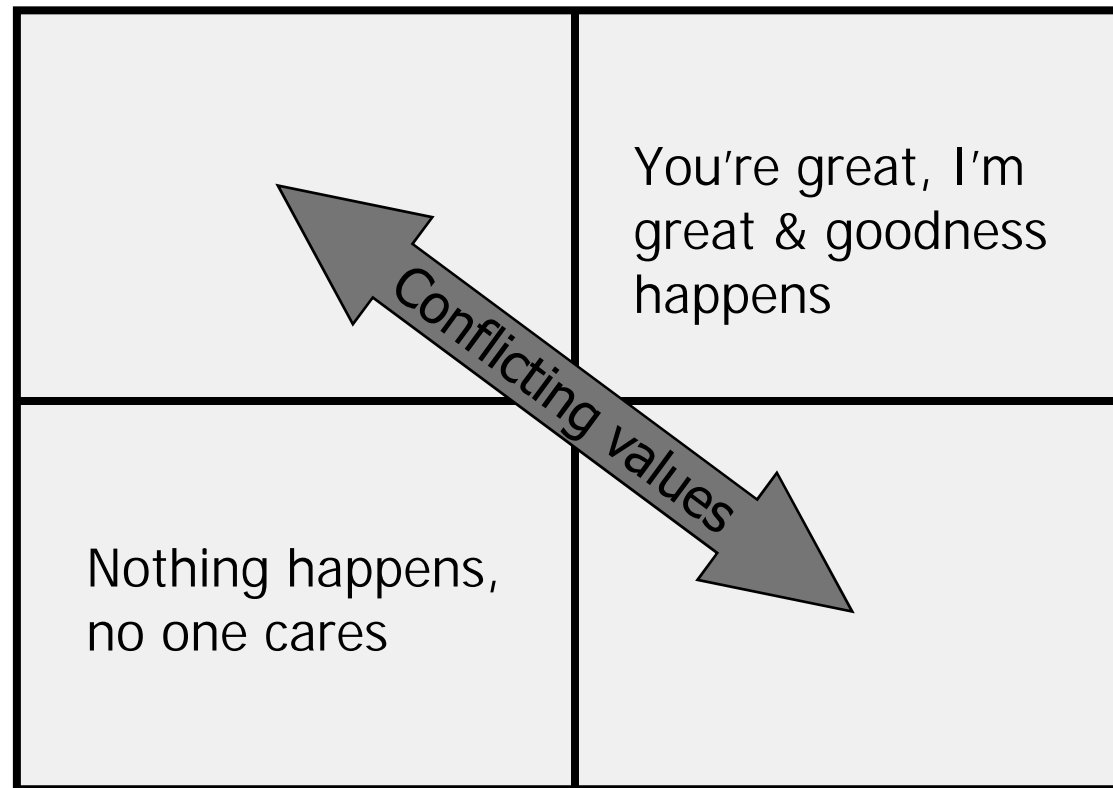 You're great, I'm
great & goodness
happens
Conflicting values
Nothing happens,
no one cares